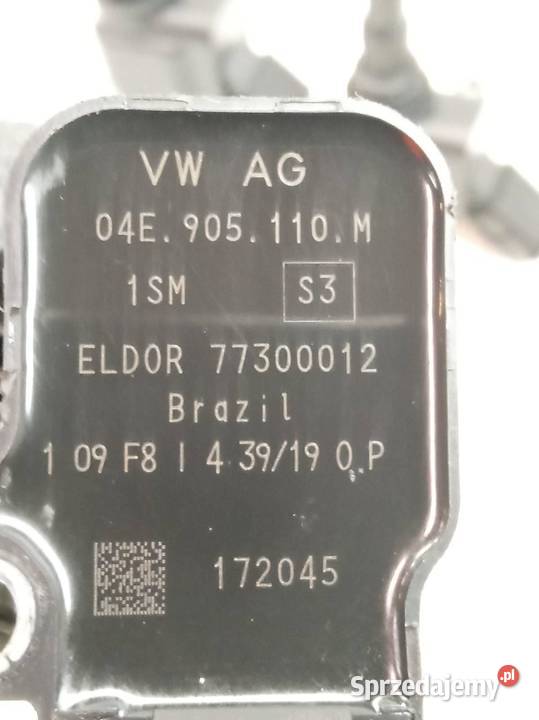 VW AG
04E.905.110.M
1SM S3
ELDOR 77300012
Brazil
1 09 F8 I 4 39/19 0.P
172045
Sprzedajemy.pl